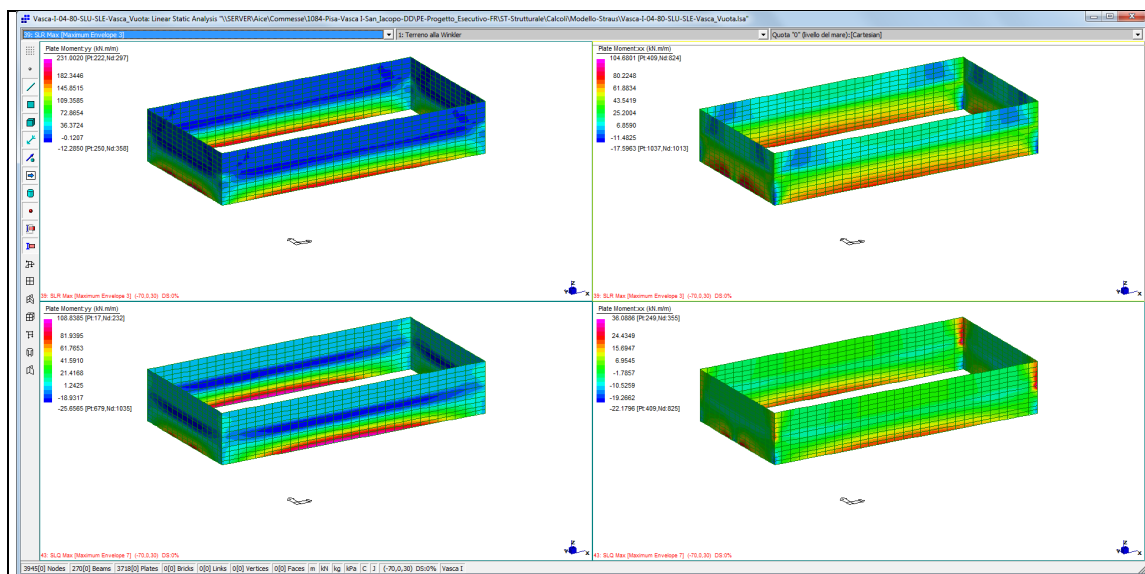 Vasca-I-04-80-SLU-SLE-Vasca_Vuota: Linear Static Analysis "\\SERVER\Aice\Commesse\1084-Pisa-Vasca I-San_Iacopo-DD\PE-Progetto_Esecutivo-FR\ST-Strutturale\Calcoli\Modello-Straus\Vasca-I-04-80-SLU-SLE-Vasca_Vuota.lsa"
39: SLR Max [Maximum Envelope 3]
1: Terreno alla Winkler
Quota "0" (livello del mare):[Cartesian]
Plate Moment:yy (kN.m/m)
231.0020 [Pt:222,Nd:297]
182.3446
145.8515
109.3585
72.8654
36.3724
-0.1207
-12.2850 [Pt:250,Nd:358]
39: SLR Max [Maximum Envelope 3] (-70,0,30) DS:0%
Z
Y
X
Plate Moment:xx (kN.m/m)
104.6801 [Pt:409,Nd:824]
80.2248
61.8834
43.5419
25.2004
6.8590
-11.4825
-17.5963 [Pt:1037,Nd:1013]
39: SLR Max [Maximum Envelope 3] (-70,0,30) DS:0%
Z
Y
X
Plate Moment:yy (kN.m/m)
108.8385 [Pt:17,Nd:232]
81.9395
61.7653
41.5910
21.4168
1.2425
-18.9317
-25.6565 [Pt:679,Nd:1035]
43: SLQ Max [Maximum Envelope 7] (-70,0,30) DS:0%
Z
Y
X
Plate Moment:xx (kN.m/m)
36.0886 [Pt:249,Nd:355]
24.4349
15.6947
6.9545
-1.7857
-10.5259
-19.2662
-22.1796 [Pt:409,Nd:825]
43: SLQ Max [Maximum Envelope 7] (-70,0,30) DS:0%
Z
Y
X
3945[0] Nodes 270[0] Beams 3718[0] Plates 0[0] Bricks 0[0] Links 0[0] Vertices 0[0] Faces m kN kg kPa C J (-70,0,30) DS:0% Vasca I